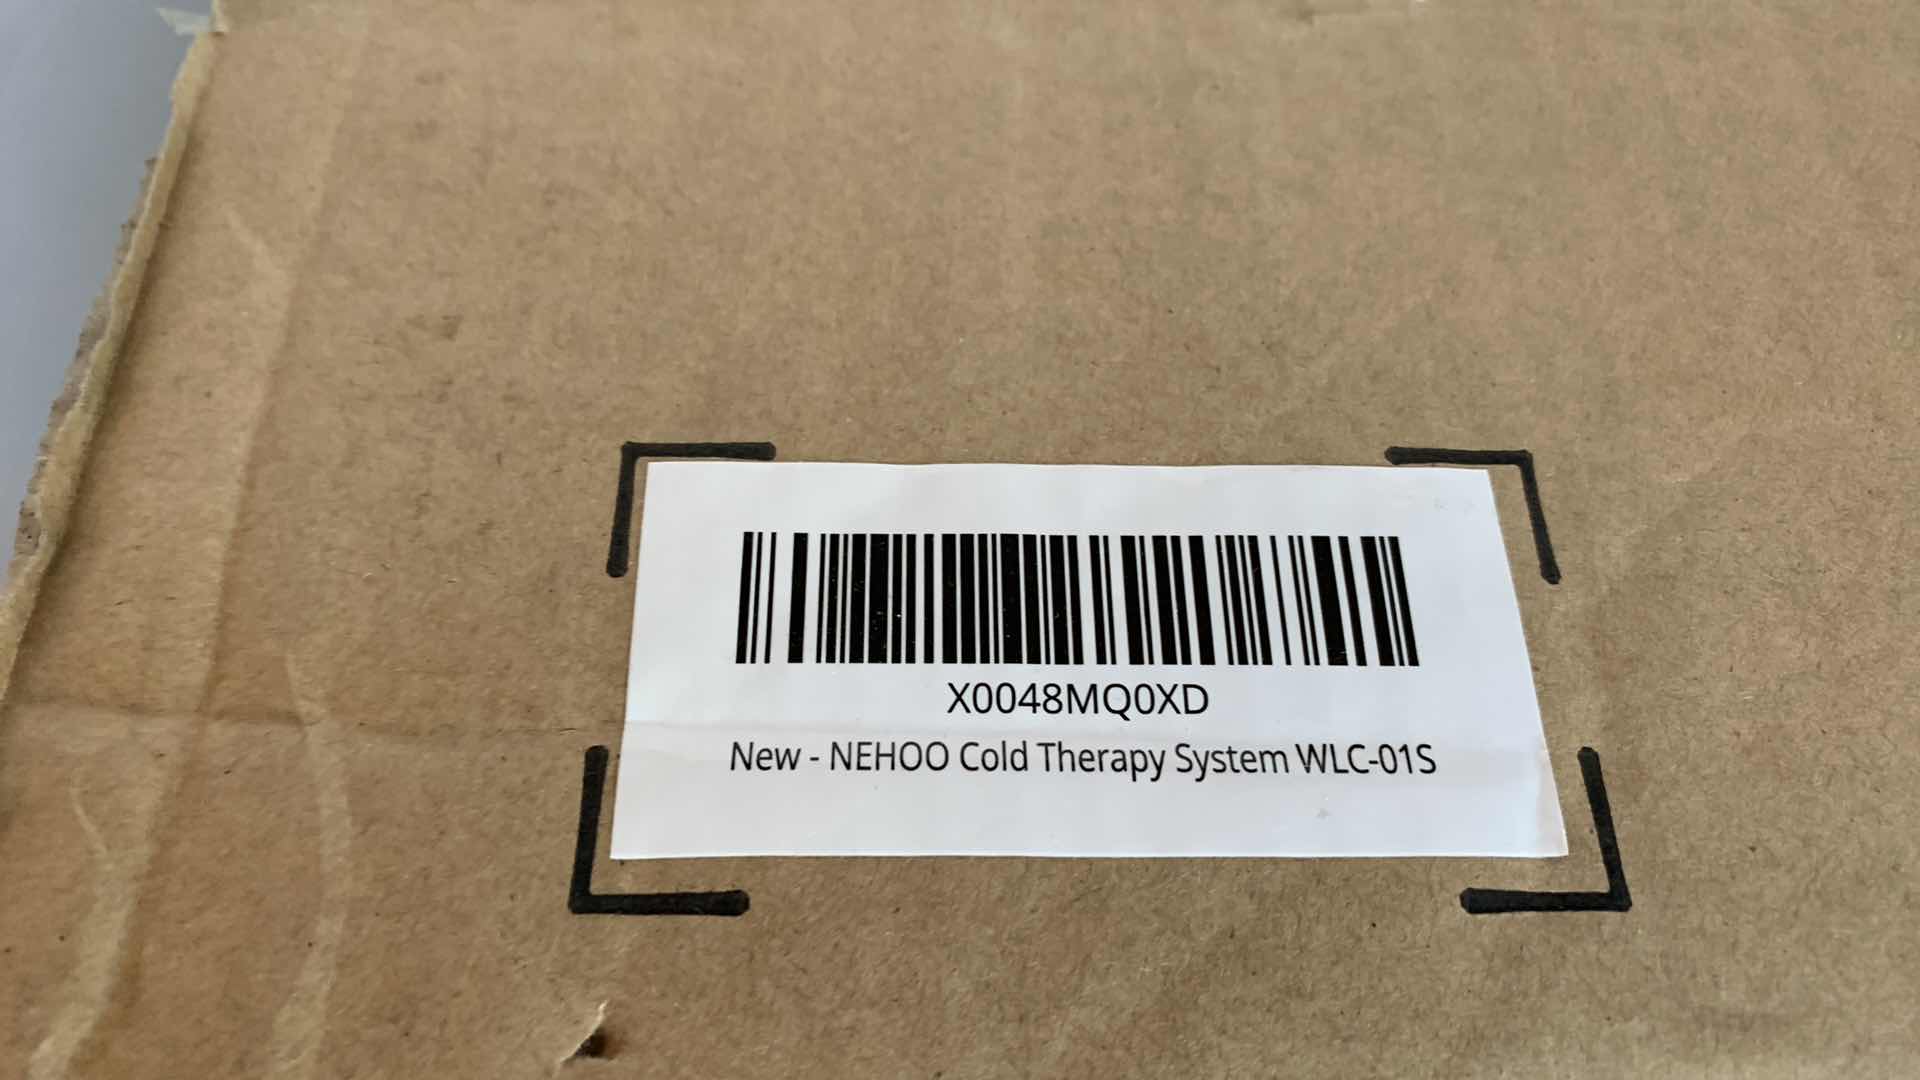 X0048MQ0XD
New - NEHOO Cold Therapy System WLC-01S